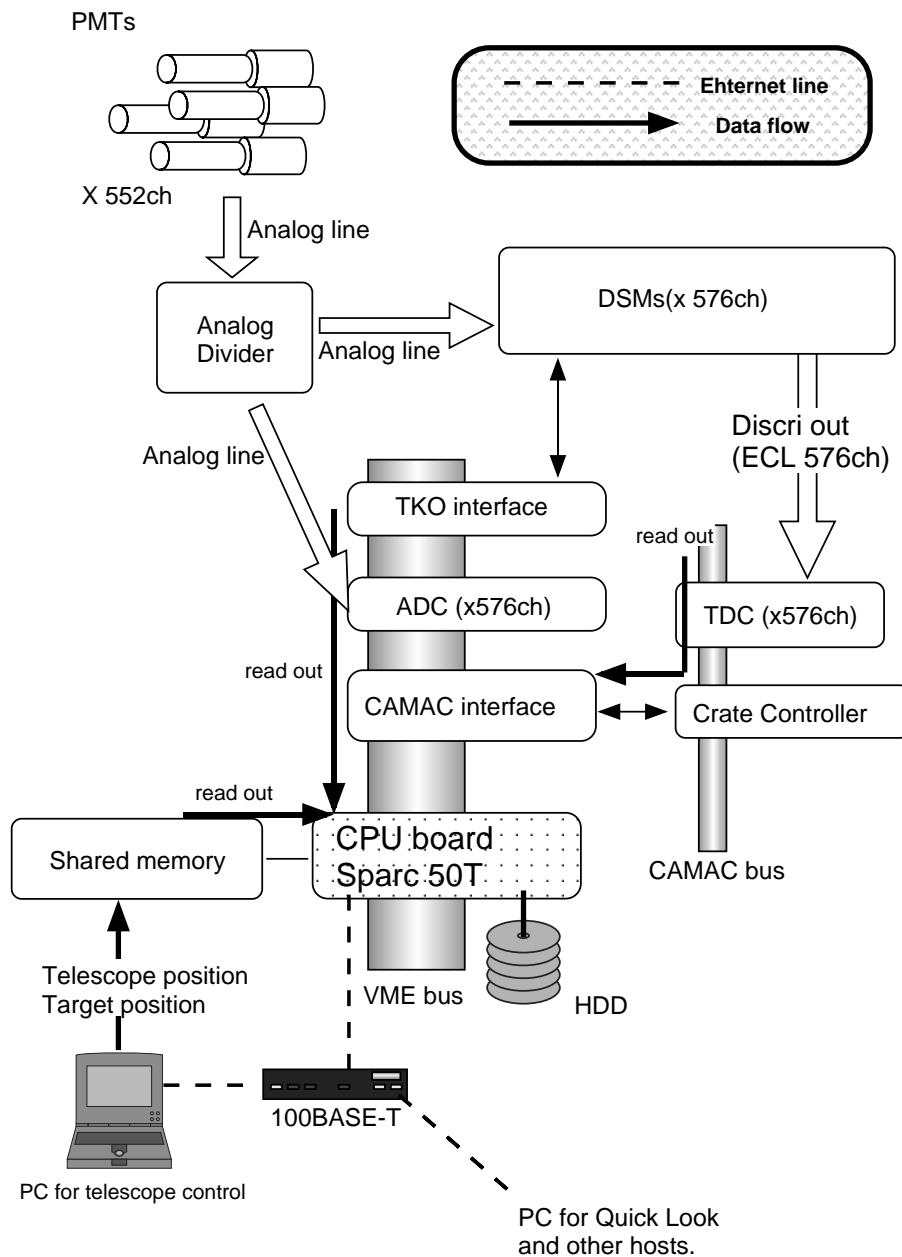 PMTs
Ehternet line
Data flow
X 552ch
Analog line
DSMs(x 576ch)
Analog
Divider
Analog line
Discri out
(ECL 576ch)
Analog line
TKO interface
read out
ADC (x576ch)
TDC (x576ch)
read out
CAMAC interface
Crate Controller
read out
CPU board
Sparc 50T
Shared memory
CAMAC bus
Telescope position
Target position
VME bus
HDD
100BASE-T
PC for telescope control
PC for Quick Look
and other hosts.